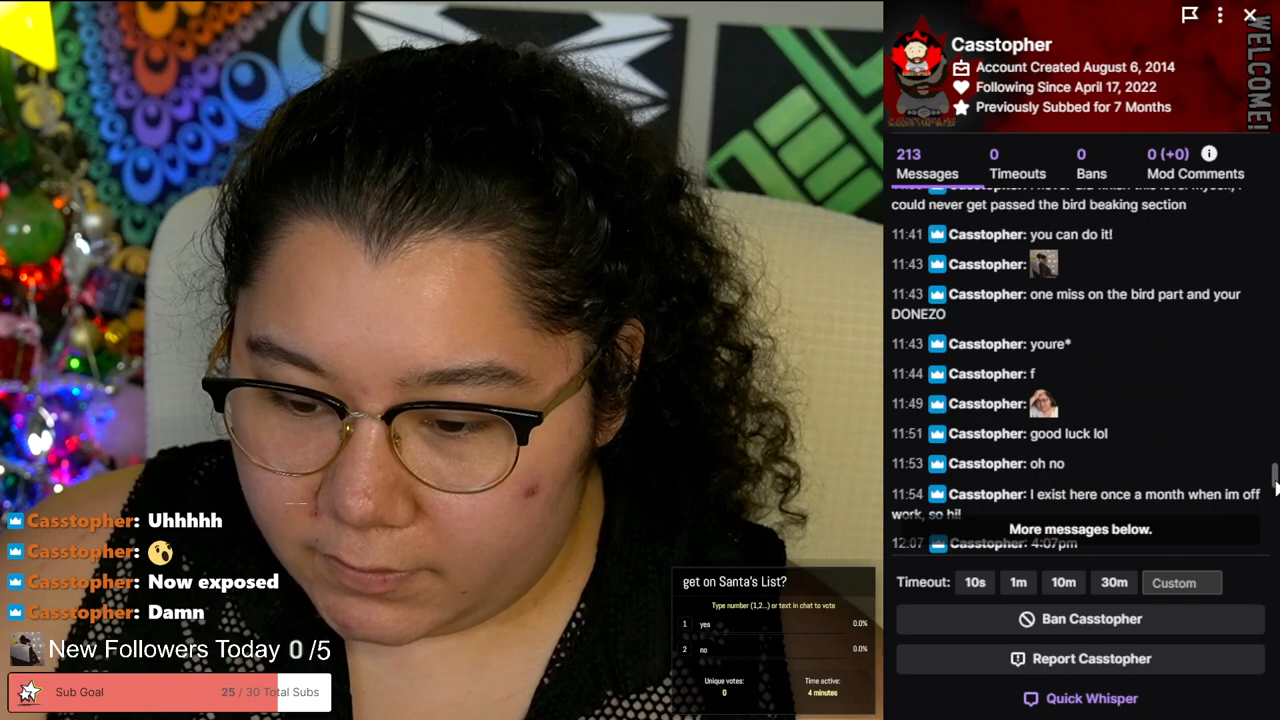 Casstopher
Account Created August 6, 2014
Following Since April 17, 2022
Previously Subbed for 7 Months
WELCOME!
213
Messages
0
Timeouts
0
Bans
0 (+0)
Mod Comments
could never get passed the bird beaking section
11:41 Casstopher: you can do it!
11:43 Casstopher:
11:43 Casstopher: one miss on the bird part and your
DONEZO
11:43 Casstopher: youre*
11:44 Casstopher: f
11:49 Casstopher:
11:51 Casstopher: good luck lol
11:53 Casstopher: oh no
11:54 Casstopher: I exist here once a month when im off
work, so hi!
More messages below.
12:07 Casstopher: 4:07pm
Timeout: 10s 1m 10m 30m Custom
Ban Casstopher
Report Casstopher
Quick Whisper
Casstopher: Uhhhhh
Casstopher:
Casstopher: Now exposed
Casstopher: Damn
New Followers Today 0 /5
Sub Goal 25 / 30 Total Subs
get on Santa's List?
Type number (1,2...) or text in chat to vote
1 yes 0.0%
2 no 0.0%
Unique votes:
0
Time active:
4 minutes